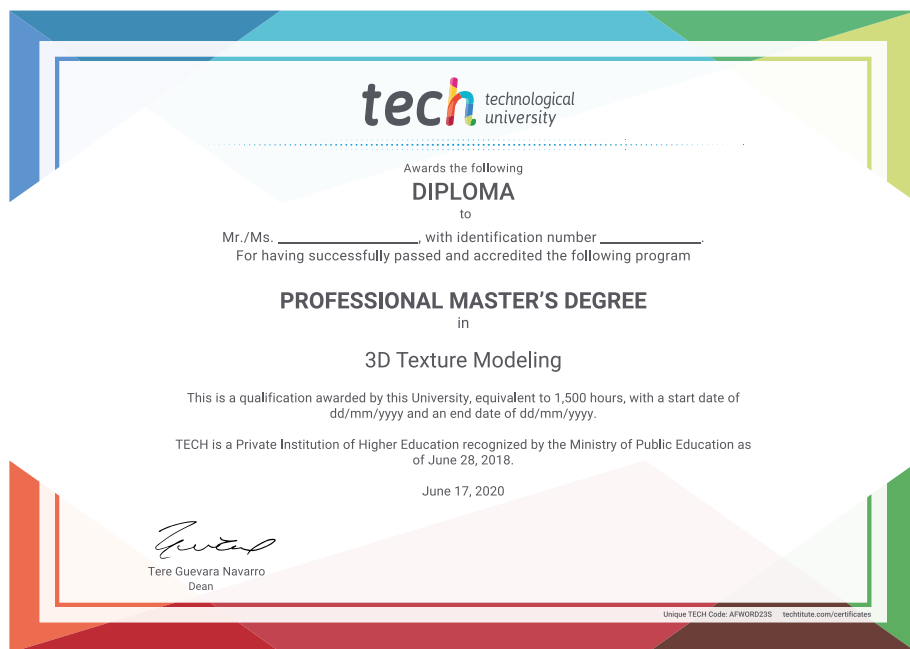 tech technological
university
Awards the following
DIPLOMA
to
Mr./Ms. ____________________, with identification number ______________.
For having successfully passed and accredited the following program
PROFESSIONAL MASTER'S DEGREE
in
3D Texture Modeling
This is a qualification awarded by this University, equivalent to 1,500 hours, with a start date of
dd/mm/yyyy and an end date of dd/mm/yyyy.
TECH is a Private Institution of Higher Education recognized by the Ministry of Public Education as
of June 28, 2018.
June 17, 2020
Tere Guevara Navarro
Dean
Unique TECH Code: AFWORD23S techtitute.com/certificates